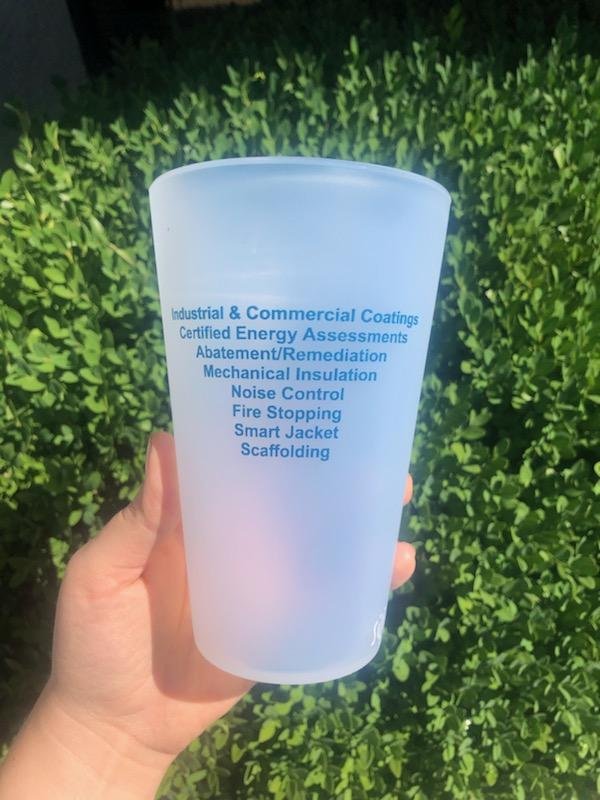 Industrial & Commercial Coatings
Certified Energy Assessments
Abatement/Remediation
Mechanical Insulation
Noise Control
Fire Stopping
Smart Jacket
Scaffolding